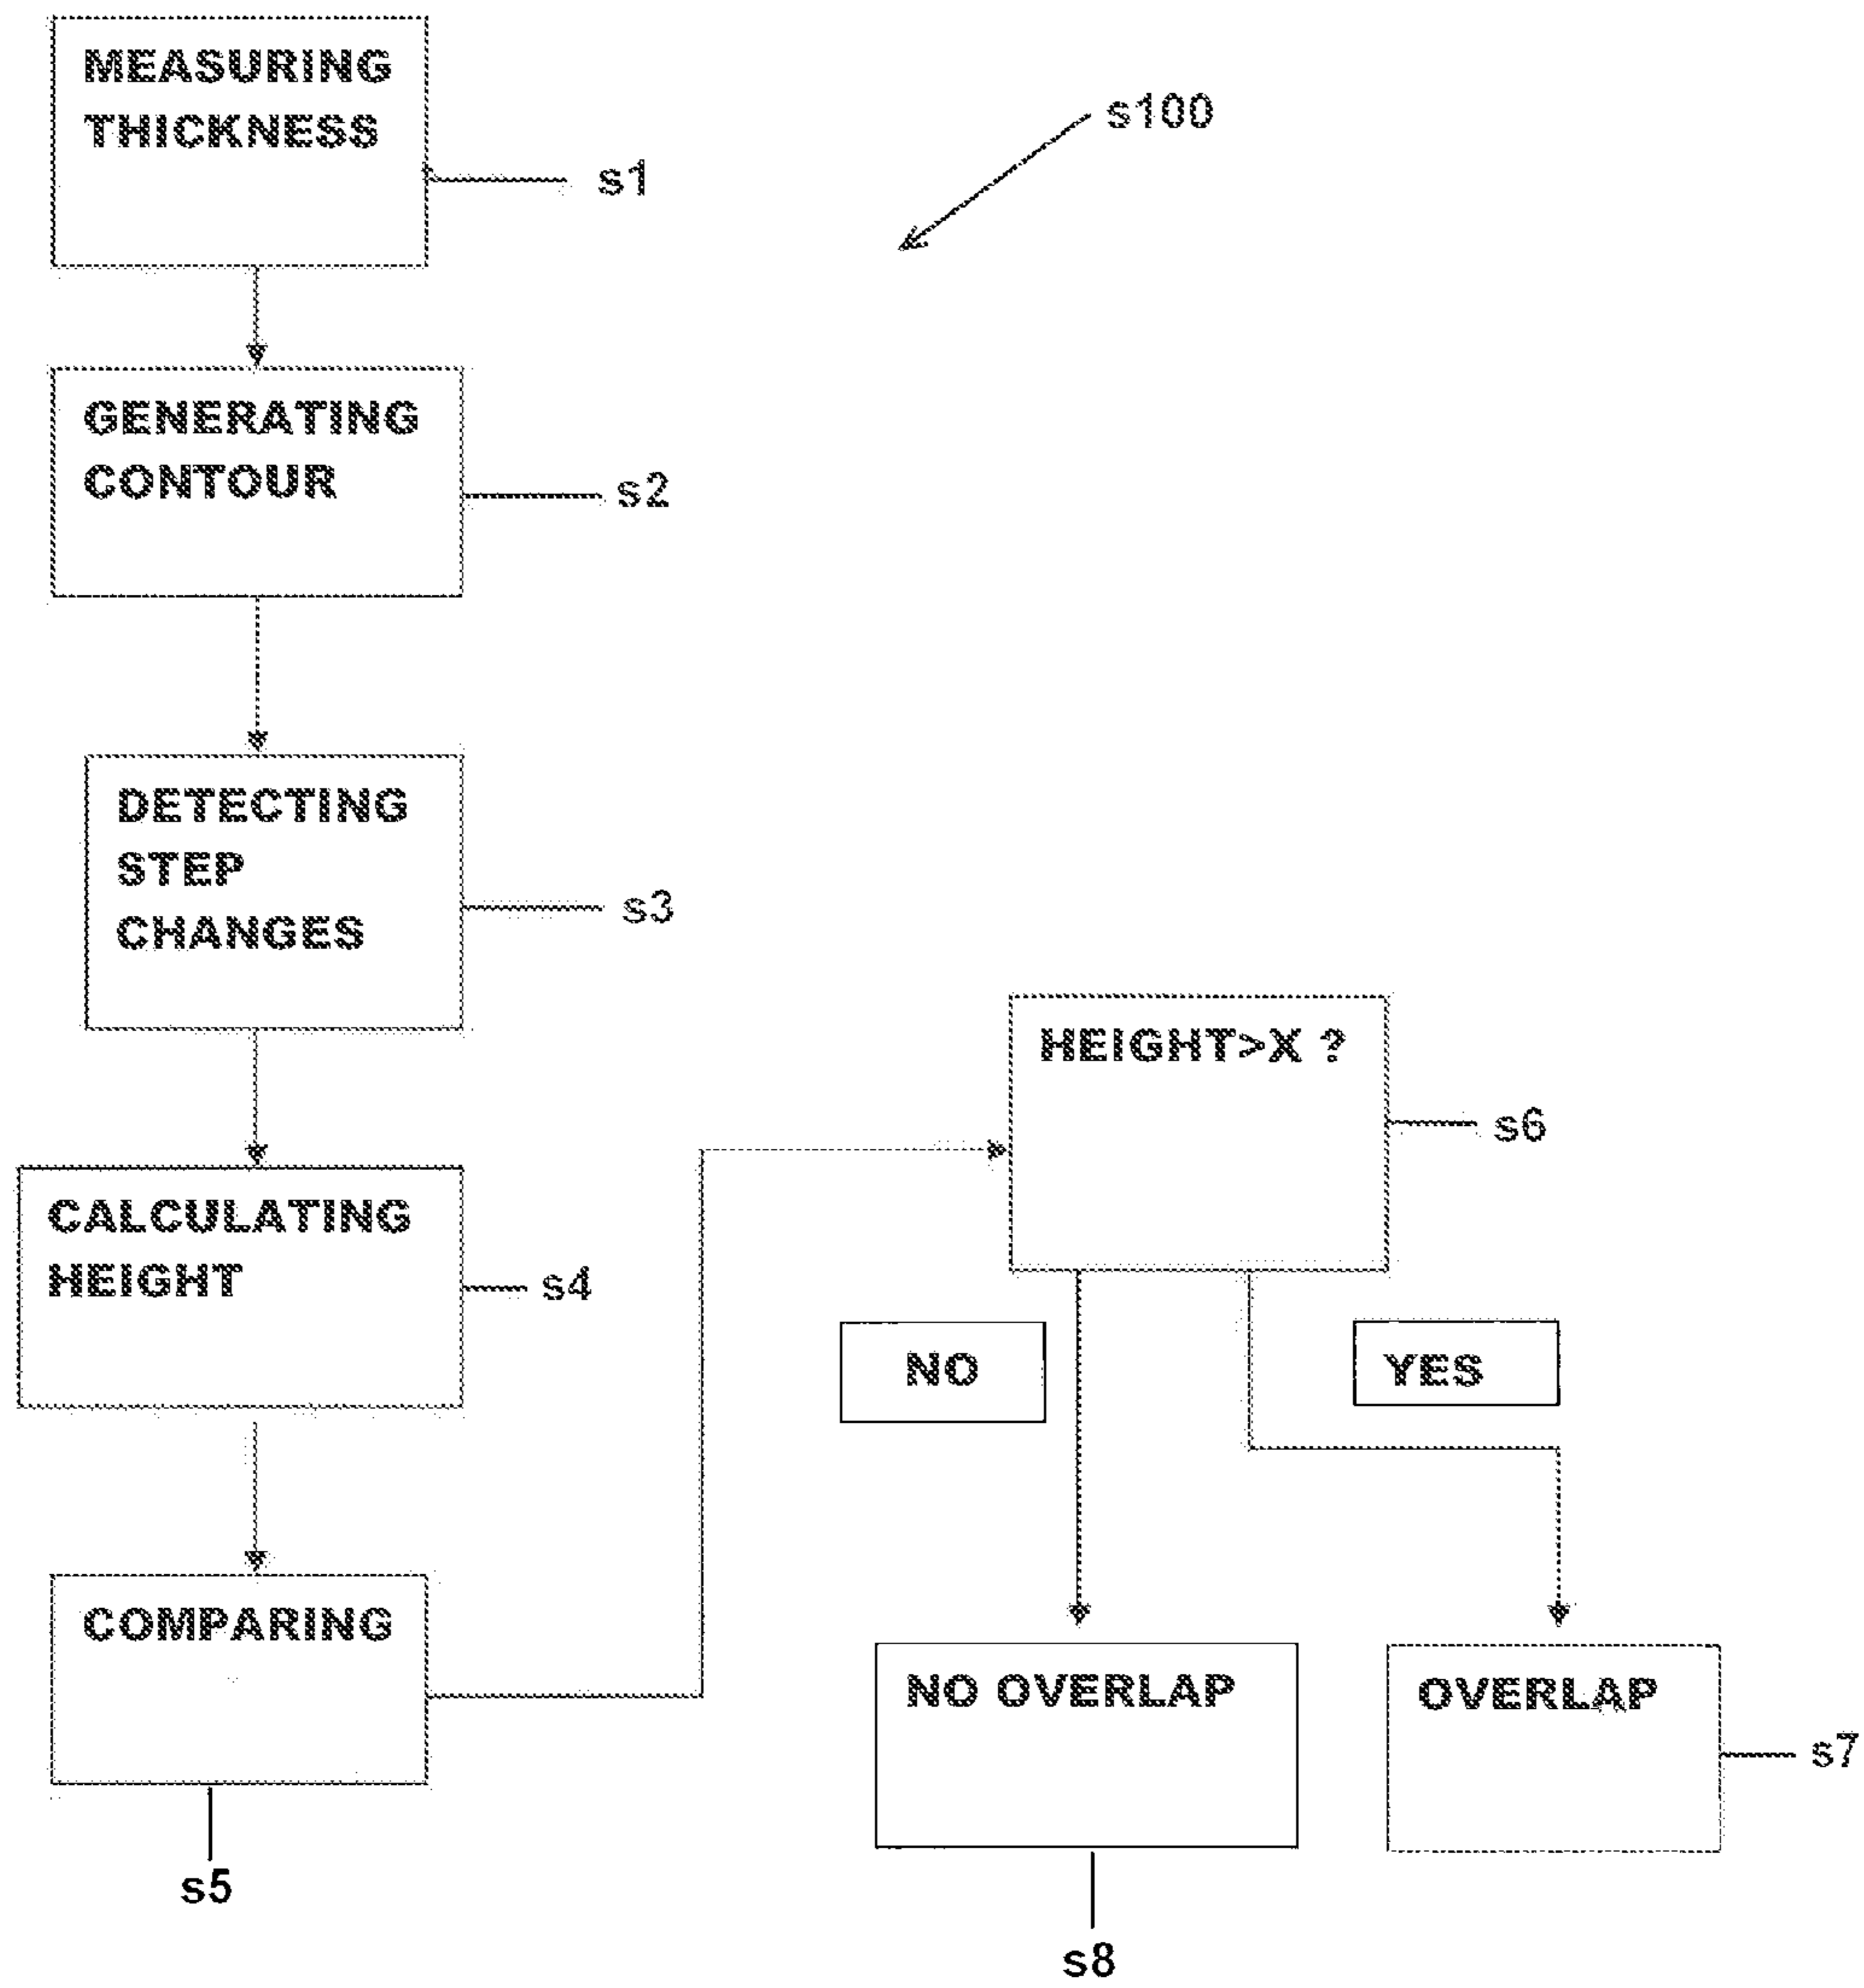 MEASURING
THICKNESS
s1
s100
GENERATING
CONTOUR
s2
DETECTING
STEP
CHANGES
s3
CALCULATING
HEIGHT
s4
COMPARING
s5
HEIGHT>X ?
s6
NO
YES
NO OVERLAP
s8
OVERLAP
s7